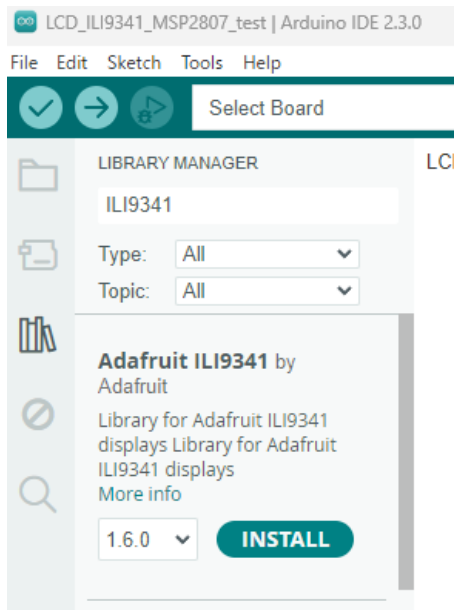 LCD_ILI9341_MSP2807_test | Arduino IDE 2.3.0
File Edit Sketch Tools Help
Select Board
LIBRARY MANAGER
ILI9341
Type: All
Topic: All
Adafruit ILI9341 by
Adafruit
Library for Adafruit ILI9341
displays Library for Adafruit
ILI9341 displays
More info
1.6.0 INSTALL